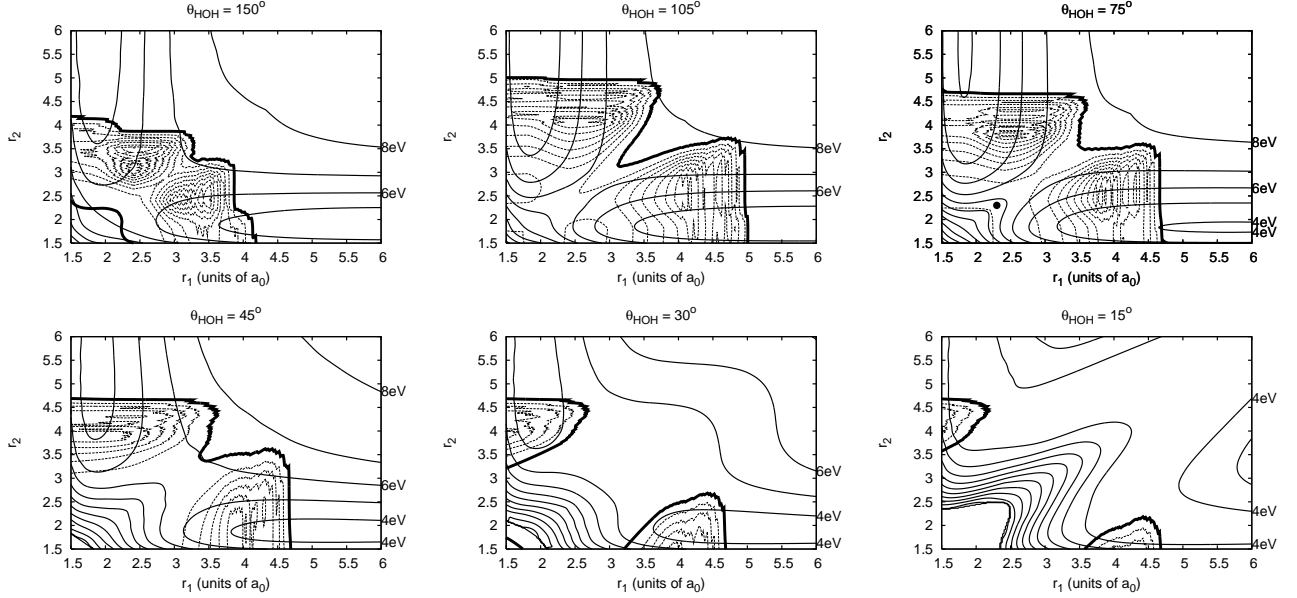 θHOH = 150°
6
5.5
5
4.5
4
3.5
3
2.5
2
1.5
r2
8eV
6eV
1.5 2 2.5 3 3.5 4 4.5 5 5.5 6
r1 (units of a0)
θHOH = 105°
6
5.5
5
4.5
4
3.5
3
2.5
2
1.5
r2
8eV
6eV
1.5 2 2.5 3 3.5 4 4.5 5 5.5 6
r1 (units of a0)
θHOH = 75°
6
5.5
5
4.5
4
3.5
3
2.5
2
1.5
r2
8eV
6eV
4eV
4eV
1.5 2 2.5 3 3.5 4 4.5 5 5.5 6
r1 (units of a0)
θHOH = 45°
6
5.5
5
4.5
4
3.5
3
2.5
2
1.5
r2
8eV
6eV
4eV
4eV
1.5 2 2.5 3 3.5 4 4.5 5 5.5 6
r1 (units of a0)
θHOH = 30°
6
5.5
5
4.5
4
3.5
3
2.5
2
1.5
r2
6eV
4eV
4eV
1.5 2 2.5 3 3.5 4 4.5 5 5.5 6
r1 (units of a0)
θHOH = 15°
6
5.5
5
4.5
4
3.5
3
2.5
2
1.5
r2
4eV
4eV
4eV
1.5 2 2.5 3 3.5 4 4.5 5 5.5 6
r1 (units of a0)